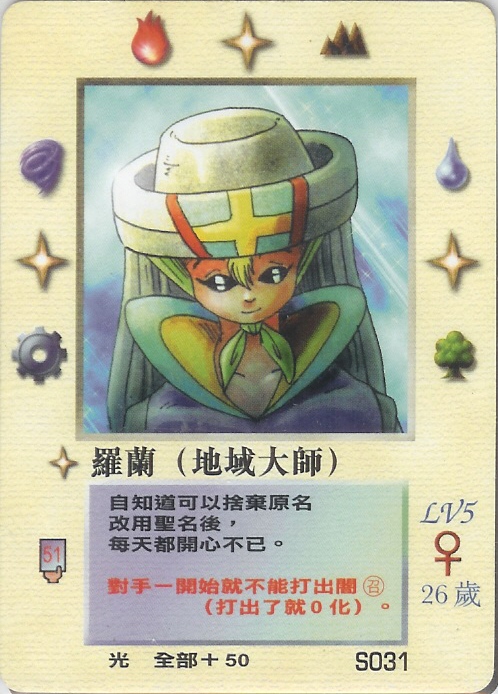 羅蘭（地域大師）
自知道可以捨棄原名
改用聖名後，
每天都開心不已。
51
LV5
♀
26歲
對手一開始就不能打出闇㊁
（打出了就0化）。
光 全部＋50
S031